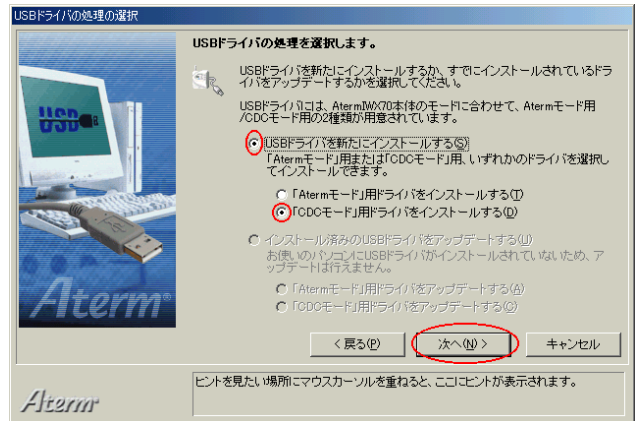 USBドライバの処理の選択
USBドライバの処理を選択します。
USBドライバを新たにインストールするか、すでにインストールされているドラ
イバをアップデートするかを選択してください。
USBドライバには、AtermIWX70本体のモードに合わせて、Atermモード用
/CDCモード用の2種類が用意されています。
USBドライバを新たにインストールする(S)
「Atermモード」用または「CDCモード」用、いずれかのドライバを選択し
てインストールできます。
「Atermモード」用ドライバをインストールする(T)
「CDCモード」用ドライバをインストールする(D)
インストール済みのUSBドライバをアップデートする(U)
お使いのパソコンにUSBドライバがインストールされていないため、ア
ップデートは行えません。
「Atermモード」用ドライバをアップデートする(A)
「CDCモード」用ドライバをアップデートする(C)
USB
Aterm®
< 戻る(P)
次へ(N) >
キャンセル
ヒントを見たい場所にマウスカーソルを重ねると、ここにヒントが表示されます。
Aterm